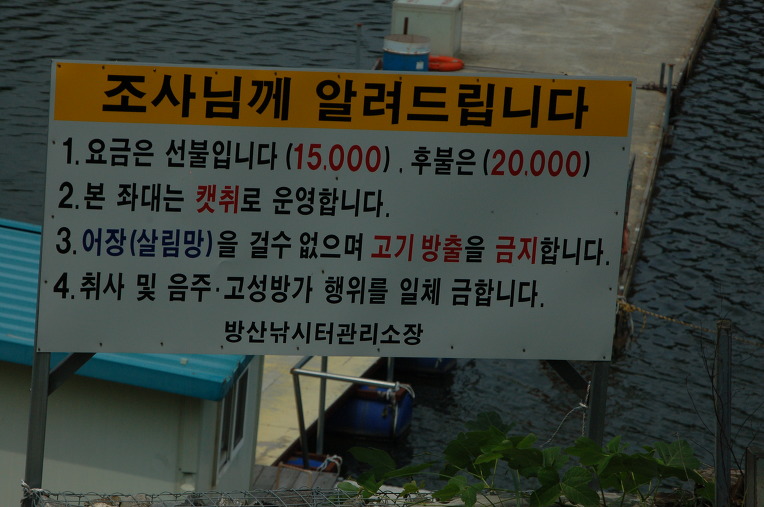 조사님께 알려드립니다
1. 요금은 선불입니다 (15.000) . 후불은 (20.000)
2. 본 좌대는 캣취로 운영합니다.
3. 어장(살림망)을 걸수 없으며 고기 방출을 금지합니다.
4. 취사 및 음주·고성방가 행위를 일체 금합니다.
방산낚시터관리소장